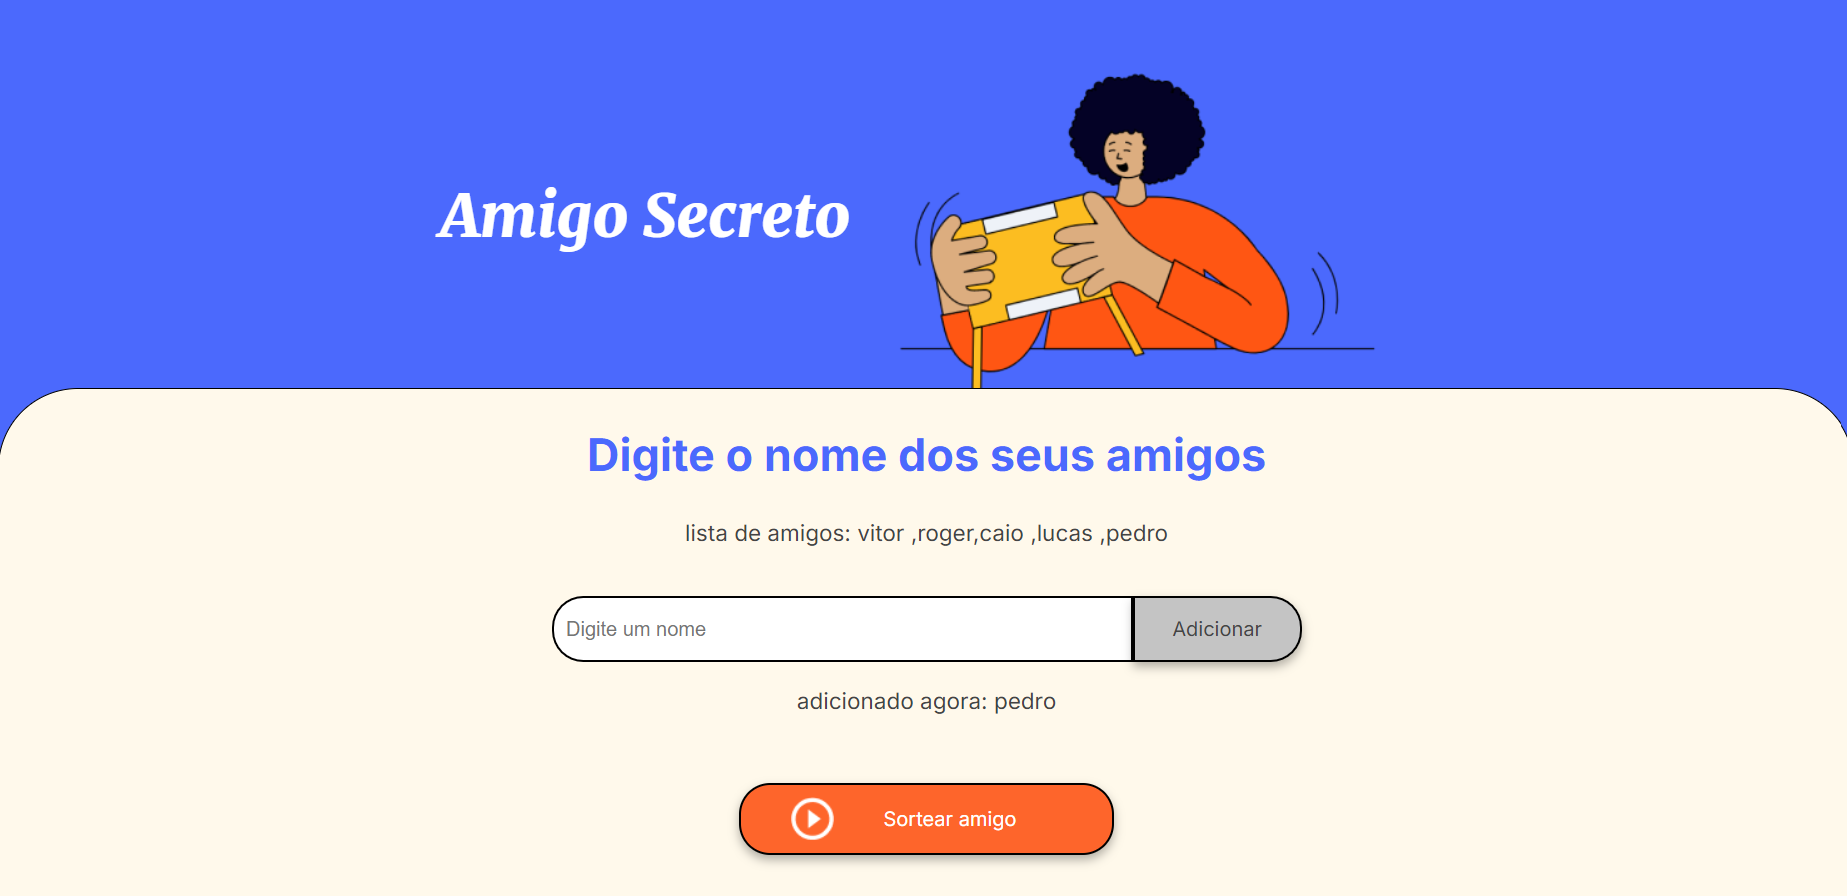 Amigo Secreto
Digite o nome dos seus amigos
lista de amigos: vitor ,roger,caio ,lucas ,pedro
Digite um nome
Adicionar
adicionado agora: pedro
Sortear amigo